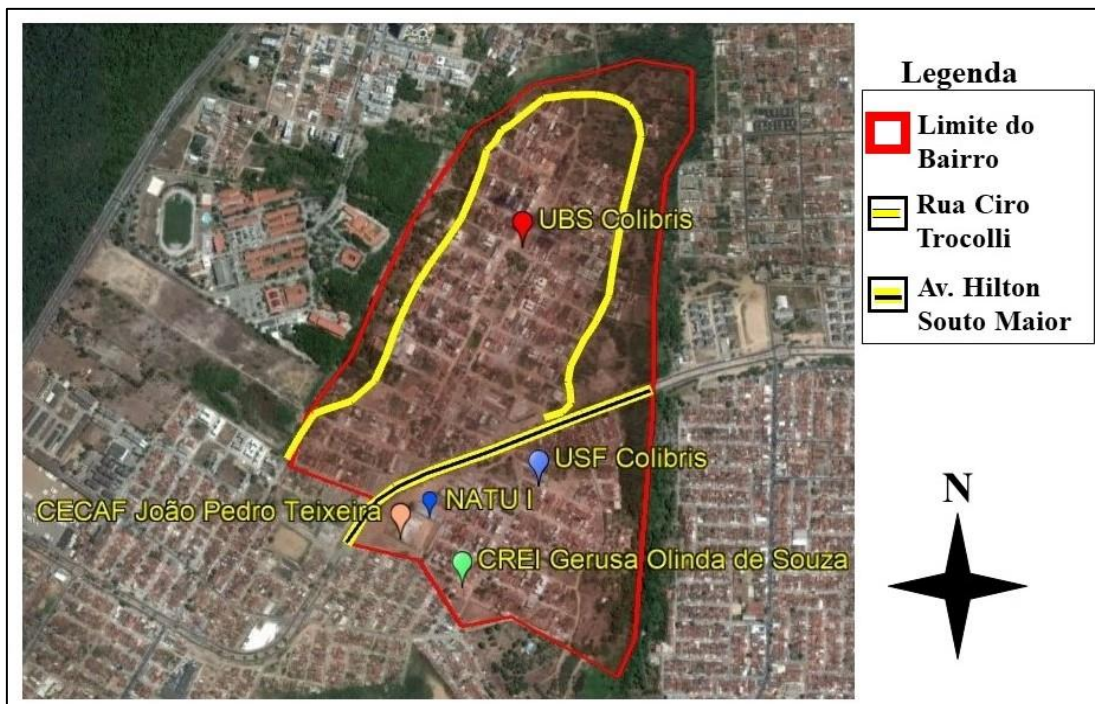 UBS Colibris
USF Colibris
NATU I
CECAF João Pedro Teixeira
CREI Gerusa Olinda de Souza
Legenda
Limite do
Bairro
Rua Ciro
Trocolli
Av. Hilton
Souto Maior
N